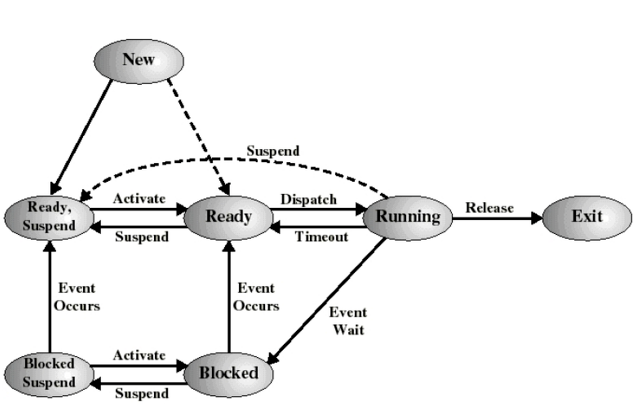 New
Suspend
Ready,
Suspend
Activate
Suspend
Ready
Dispatch
Timeout
Running
Release
Exit
Event
Occurs
Event
Occurs
Event
Wait
Blocked
Suspend
Activate
Suspend
Blocked